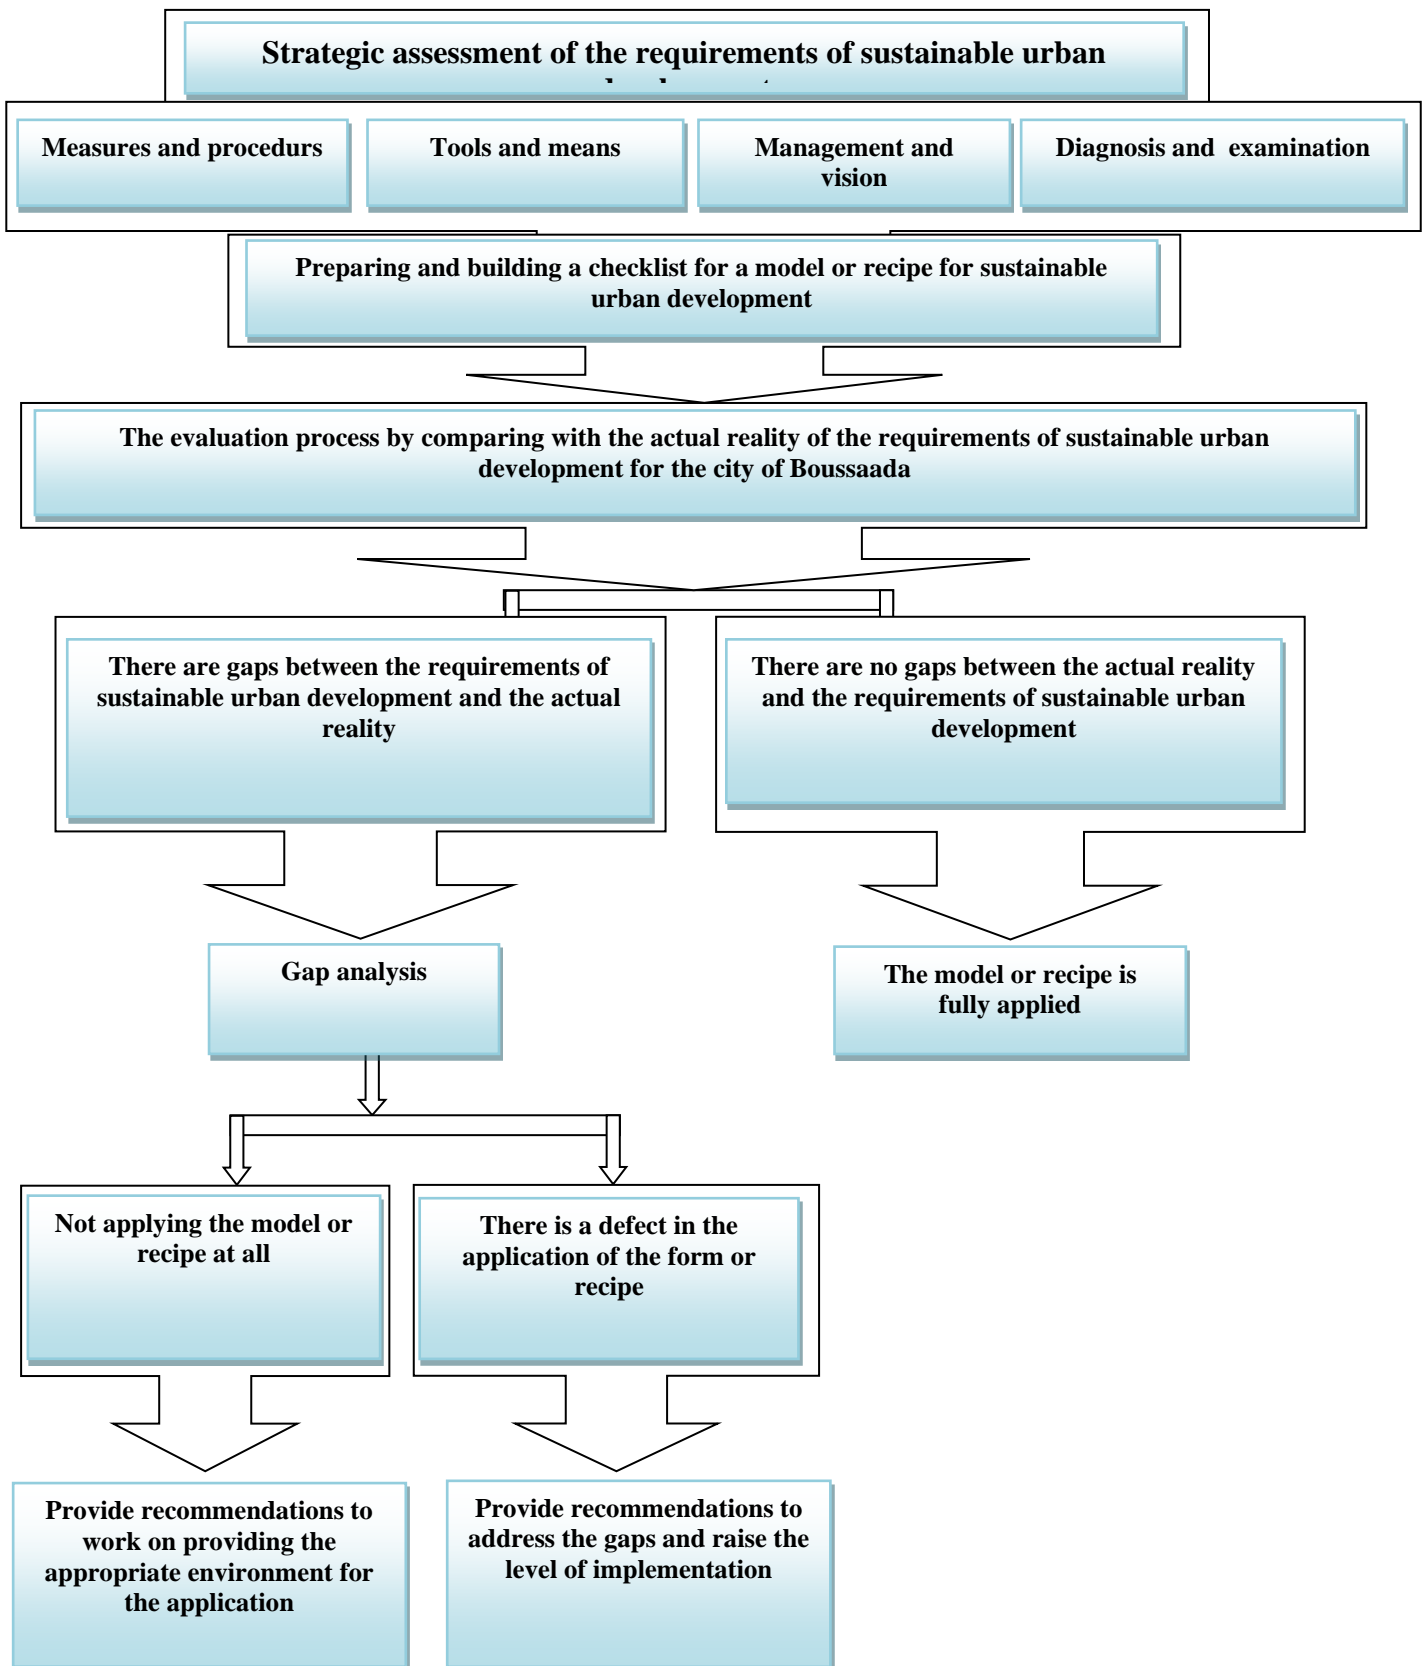 Strategic assessment of the requirements of sustainable urban
Measures and procedurs
Tools and means
Management and
vision
Diagnosis and examination
Preparing and building a checklist for a model or recipe for sustainable
urban development
The evaluation process by comparing with the actual reality of the requirements of sustainable urban
development for the city of Boussaada
There are gaps between the requirements of
sustainable urban development and the actual
reality
There are no gaps between the actual reality
and the requirements of sustainable urban
development
Gap analysis
The model or recipe is
fully applied
Not applying the model or
recipe at all
There is a defect in the
application of the form or
recipe
Provide recommendations to
work on providing the
appropriate environment for
the application
Provide recommendations to
address the gaps and raise the
level of implementation